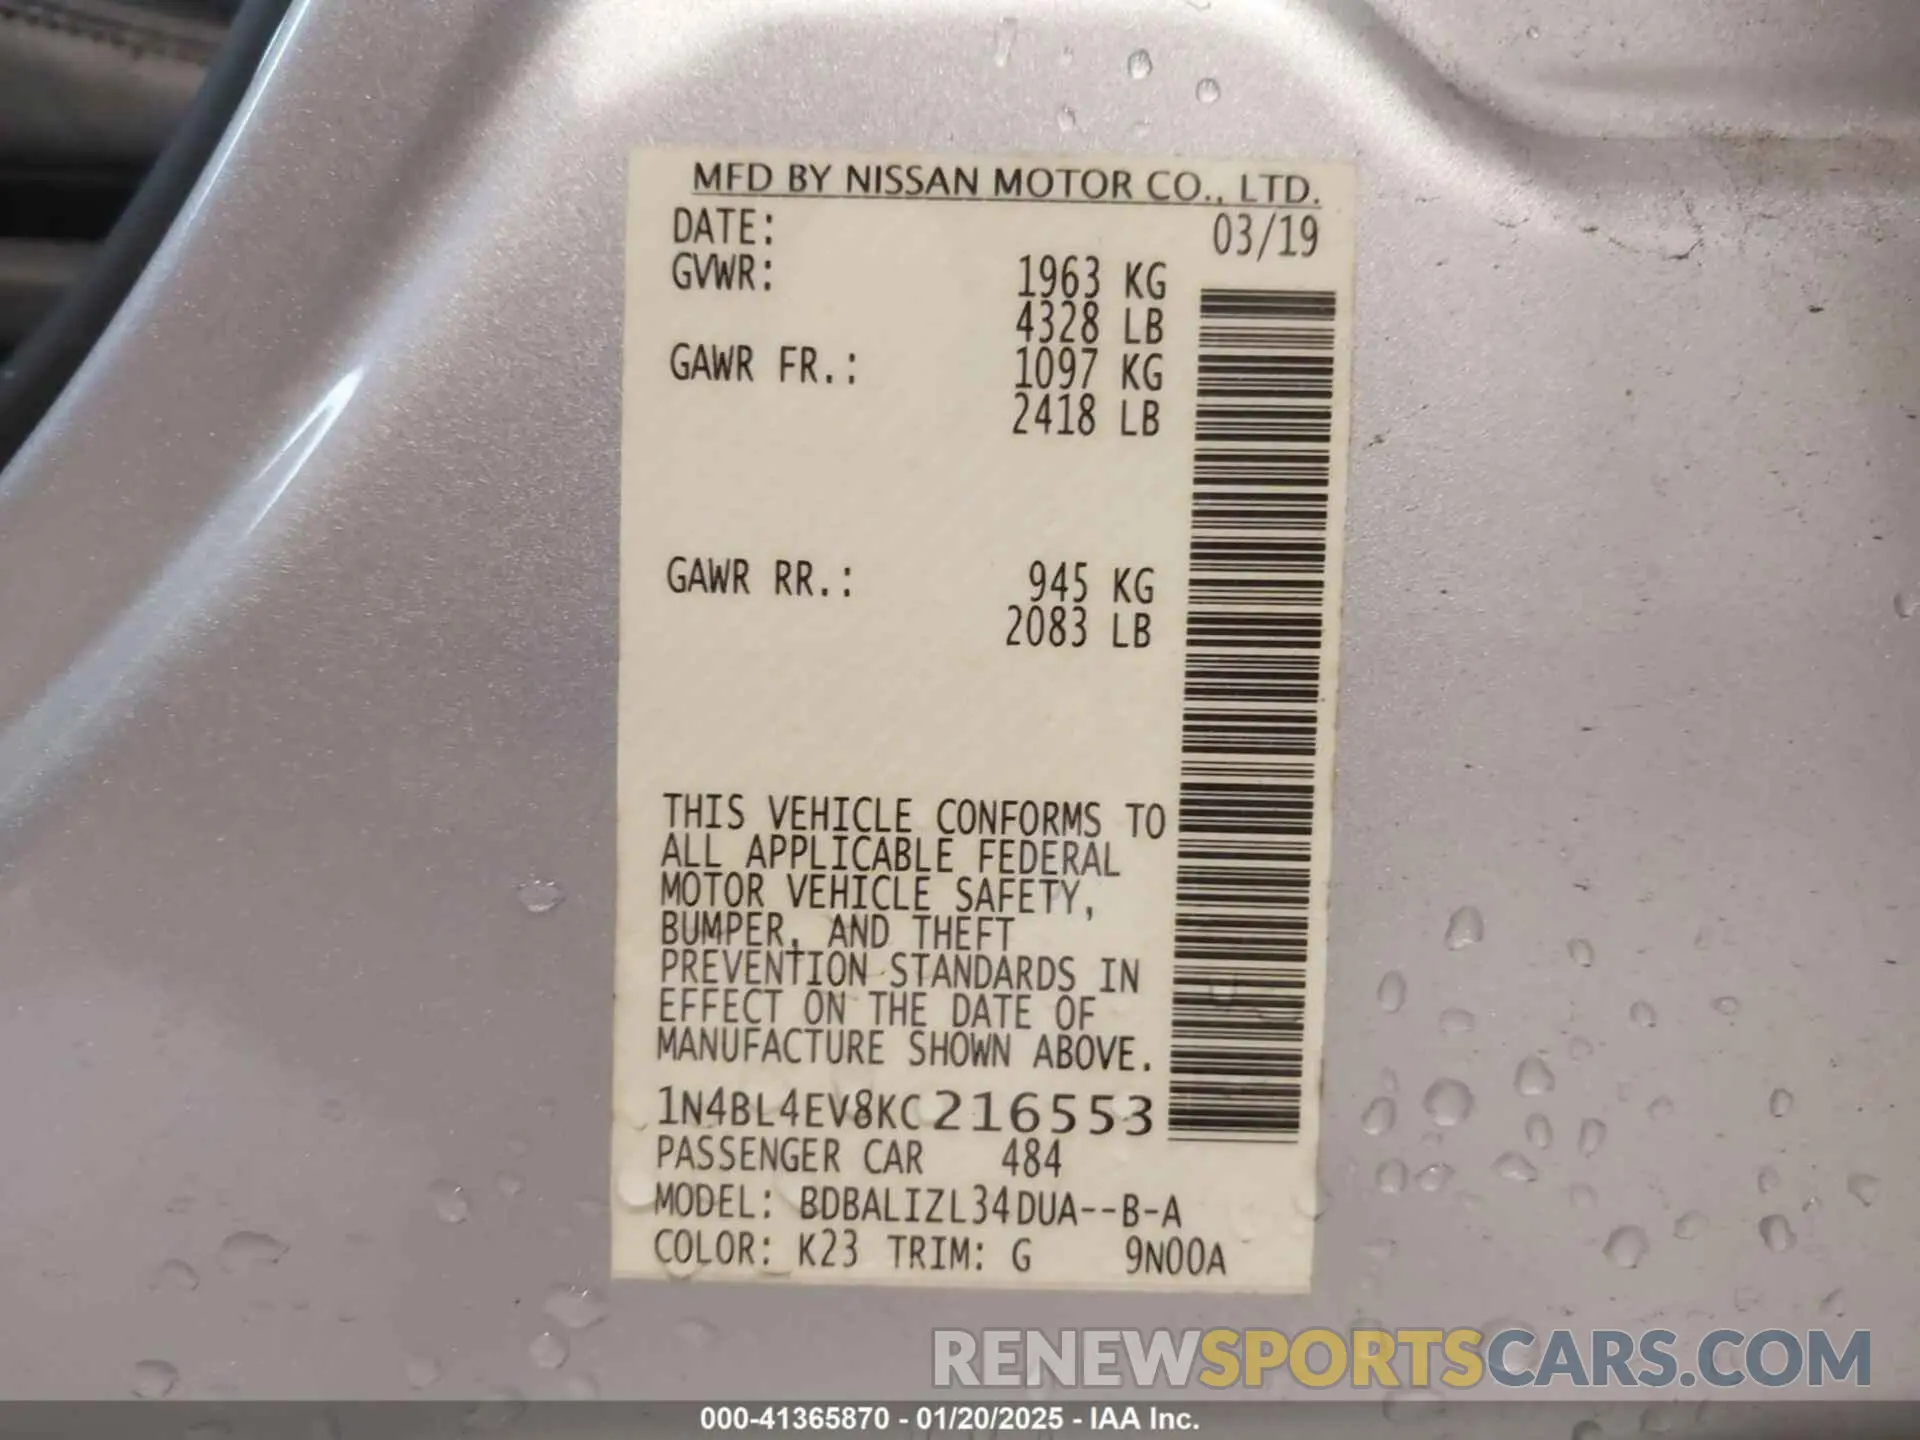 MFD BY NISSAN MOTOR CO., LTD.
DATE: 03/19
GVWR: 1963 KG
4328 LB
GAWR FR.: 1097 KG
2418 LB
GAWR RR.: 945 KG
2083 LB
THIS VEHICLE CONFORMS TO
ALL APPLICABLE FEDERAL
MOTOR VEHICLE SAFETY,
BUMPER, AND THEFT
PREVENTION STANDARDS IN
EFFECT ON THE DATE OF
MANUFACTURE SHOWN ABOVE.
1N4BL4EV8KC216553
PASSENGER CAR 484
MODEL: BDBALIZL34DUA--B-A
COLOR: K23 TRIM: G 9N00A
RENEWSPORTSCARS.COM
000-41365870 - 01/20/2025 - IAA Inc.